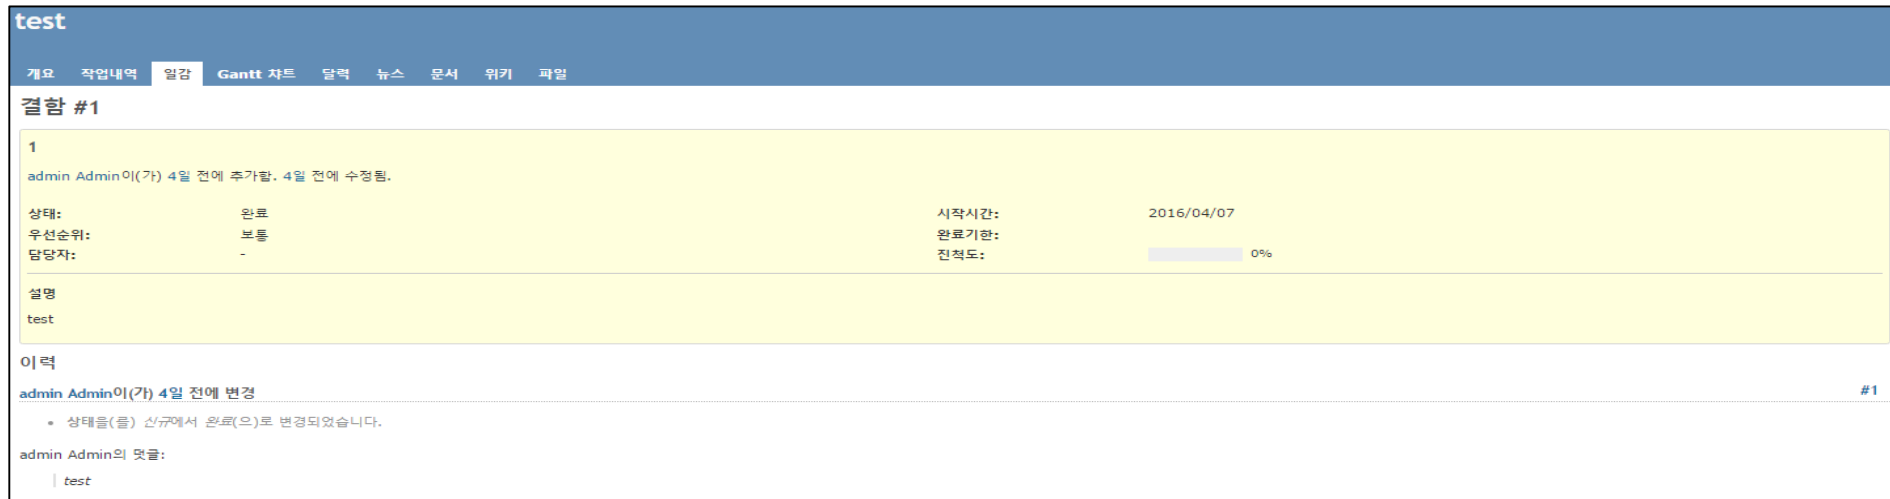 test
개요 작업내역 일감 Gantt 챠트 달력 뉴스 문서 위키 파일
결함 #1
1
admin Admin이(가) 4일 전에 추가함. 4일 전에 수정됨.
상태: 완료 시작시간: 2016/04/07
우선순위: 보통 완료기한:
담당자: - 진척도: 0%
설명
test
이력
admin Admin이(가) 4일 전에 변경 #1
• 상태을(를) 신규에서 완료(으)로 변경되었습니다.
admin Admin의 덧글:
test